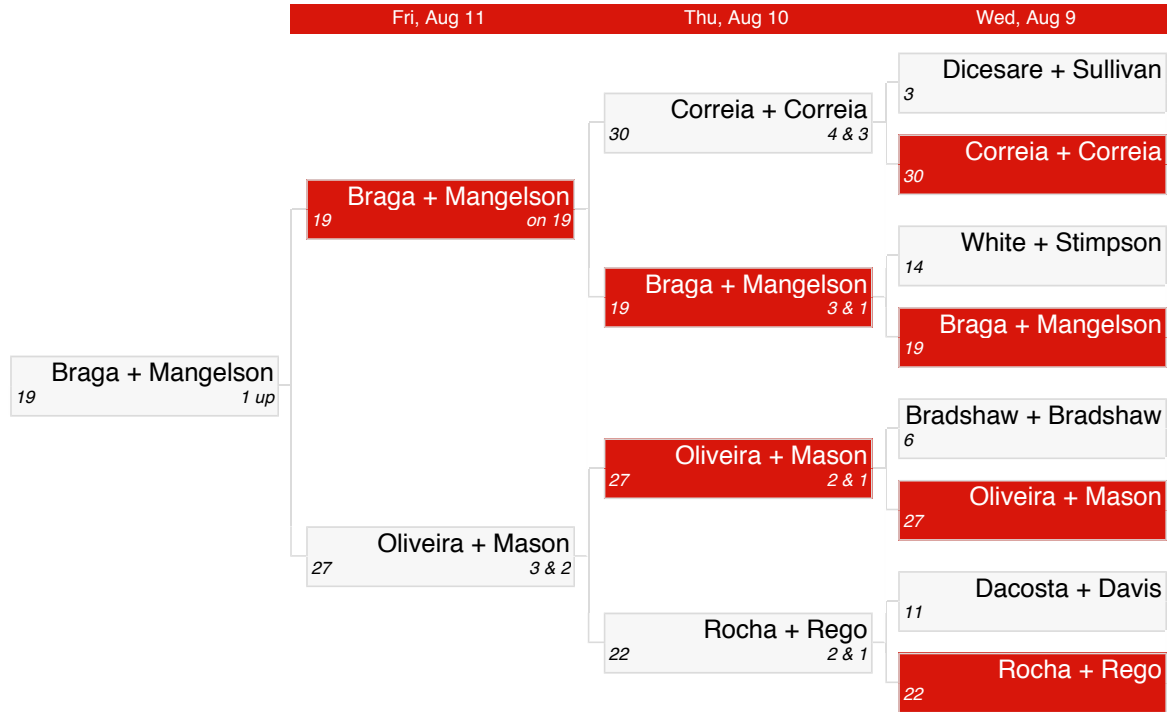 Fri, Aug 11
Thu, Aug 10
Wed, Aug 9
Dicesare + Sullivan
3
Correia + Correia
30 4 & 3
Correia + Correia
30
Braga + Mangelson
19 on 19
White + Stimpson
14
Braga + Mangelson
19 3 & 1
Braga + Mangelson
19
Braga + Mangelson
19 1 up
Bradshaw + Bradshaw
6
Oliveira + Mason
27 2 & 1
Oliveira + Mason
27
Oliveira + Mason
27 3 & 2
Dacosta + Davis
11
Rocha + Rego
22 2 & 1
Rocha + Rego
22